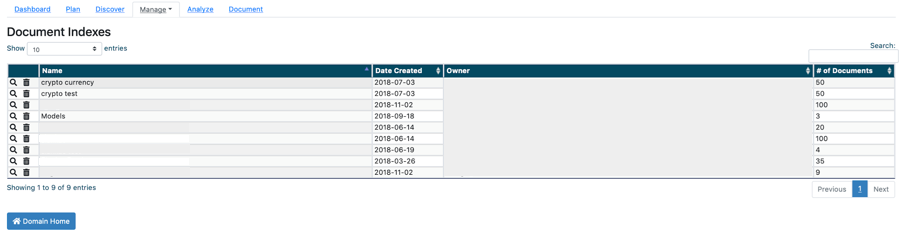 Dashboard Plan Discover Manage Analyze Document
Document Indexes
Show 10 entries
Search:
Name Date Created Owner # of Documents
crypto currency 2018-07-03 50
crypto test 2018-07-03 50
2018-11-02 100
Models 2018-09-18 3
2018-06-14 20
2018-06-14 100
2018-06-19 4
2018-03-26 35
2018-11-02 9
Showing 1 to 9 of 9 entries
Previous 1 Next
Domain Home